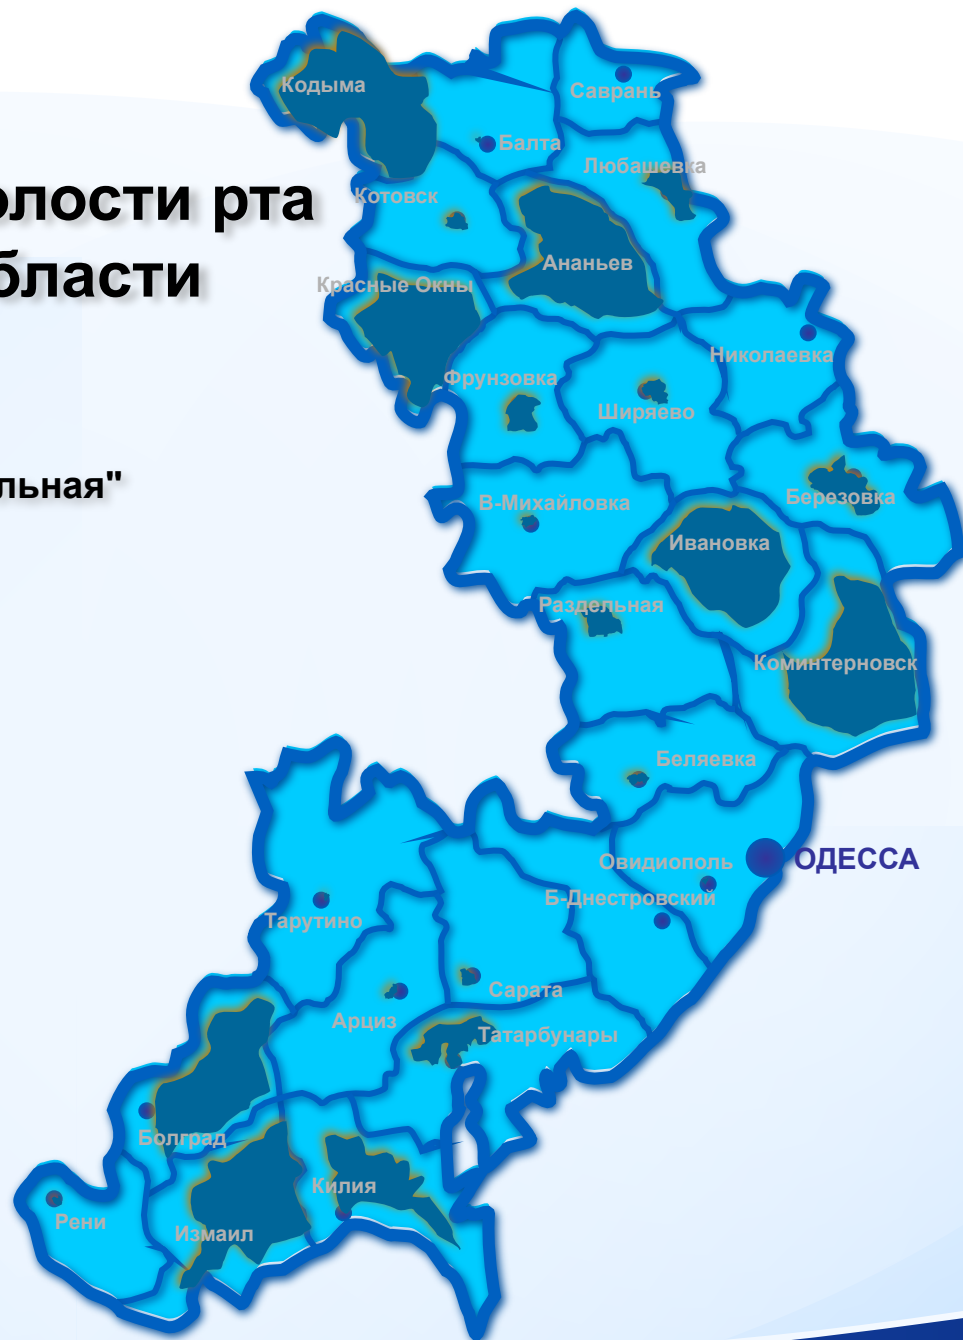 Кодыма
Саврань
Балта
Любашевка
Котовск
олости рта
Ананьев
бласти
Красные Окны
Николаевка
Фрунзовка
Ширяево
льная"
Березовка
В-Михайловка
Ивановка
Раздельная
Коминтерновск
Беляевка
ОДЕССА
Овидиополь
Б-Днестровский
Тарутино
Сарата
Арциз
Татарбунары
Болград
Килия
Рени
Измаил